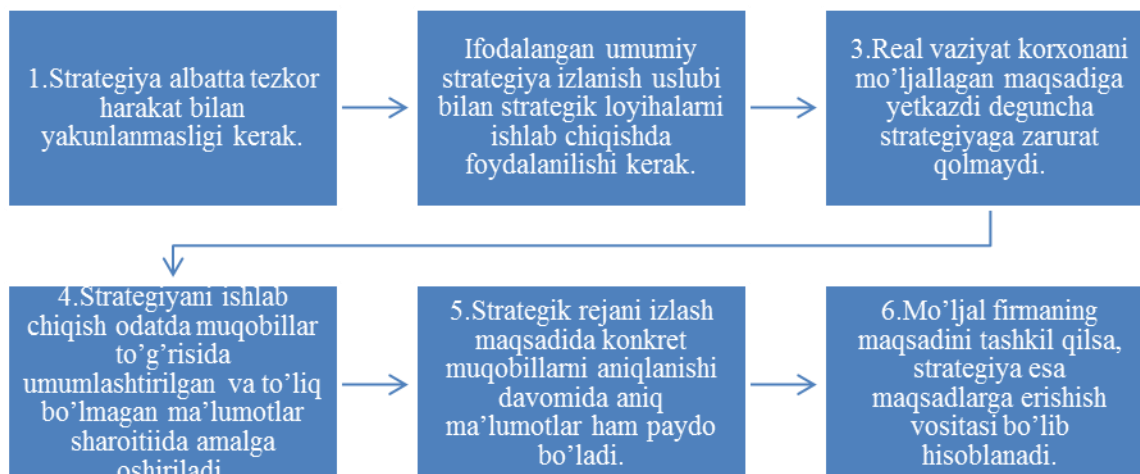 1.Strategiya albatta tezkor
harakat bilan
yakunlanmasligi kerak.
Ifodalangan umumiy
strategiya izlanish uslubi
bilan strategik loyihalarni
ishlab chiqishda
foydalanilishi kerak.
3.Real vaziyat korxonani
mo’ljallagan maqsadiga
yetkazdi deguncha
strategiyaga zarurat
qolmaydi.
4.Strategiyani ishlab
chiqish odatda muqobillar
to’g’risida
umumlashtirilgan va to’liq
bo’lmagan ma’lumotlar
sharoitiida amalga
oshiriladi.
5.Strategik rejani izlash
maqsadida konkret
muqobillarni aniqlanishi
davomida aniq
ma’lumotlar ham paydo
bo’ladi.
6.Mo’ljal firmaning
maqsadini tashkil qilsa,
strategiya esa
maqsadlarga erishish
vositasi bo’lib
hisoblanadi.